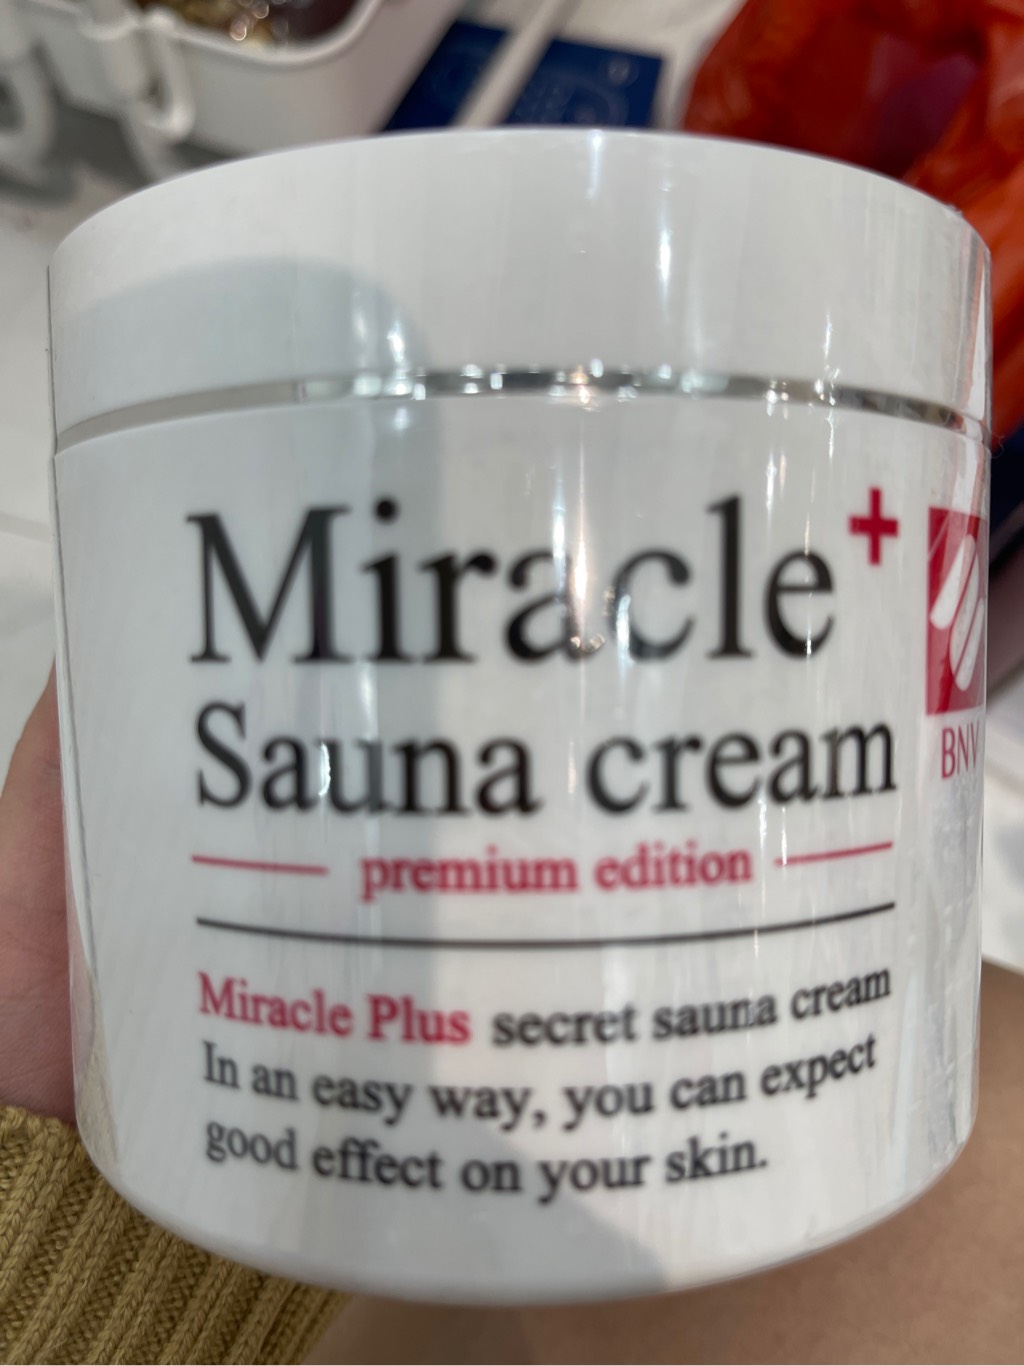 Miracle+
Sauna cream
premium edition
Miracle Plus secret sauna cream
In an easy way, you can expect
good effect on your skin.
BNV